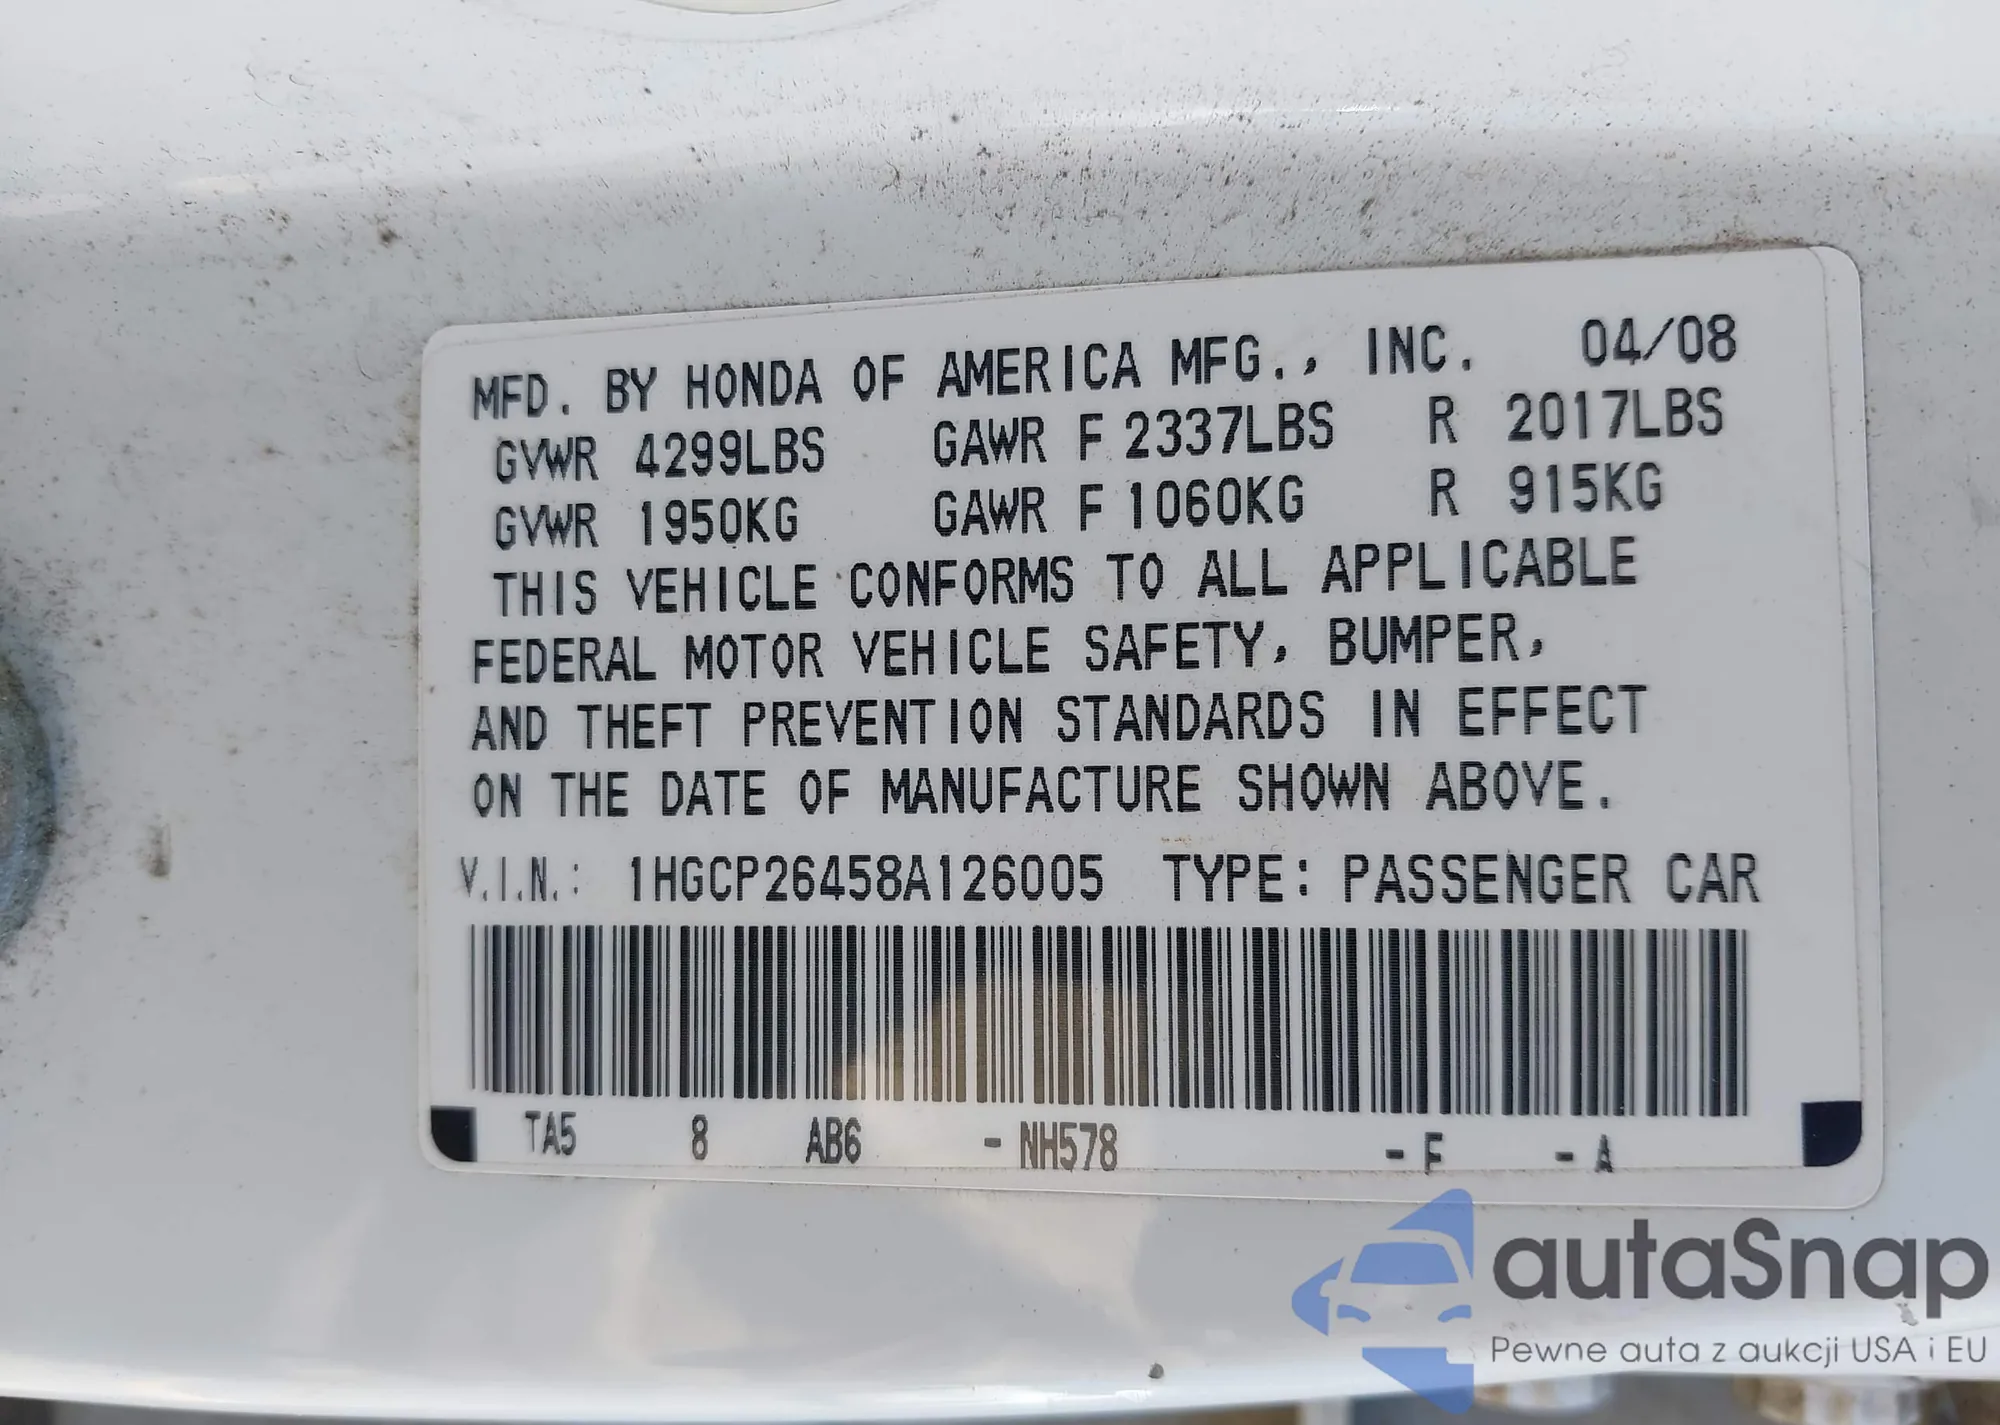 MFD. BY HONDA OF AMERICA MFG., INC. 04/08
GVWR 4299LBS GAWR F 2337LBS R 2017LBS
GVWR 1950KG GAWR F 1060KG R 915KG
THIS VEHICLE CONFORMS TO ALL APPLICABLE
FEDERAL MOTOR VEHICLE SAFETY, BUMPER,
AND THEFT PREVENTION STANDARDS IN EFFECT
ON THE DATE OF MANUFACTURE SHOWN ABOVE.
V.I.N.: 1HGCP26458A126005 TYPE: PASSENGER CAR
TA5 8 AB6 -NH578 -F -A
autaSnap
Pewne auta z aukcji USA i EU